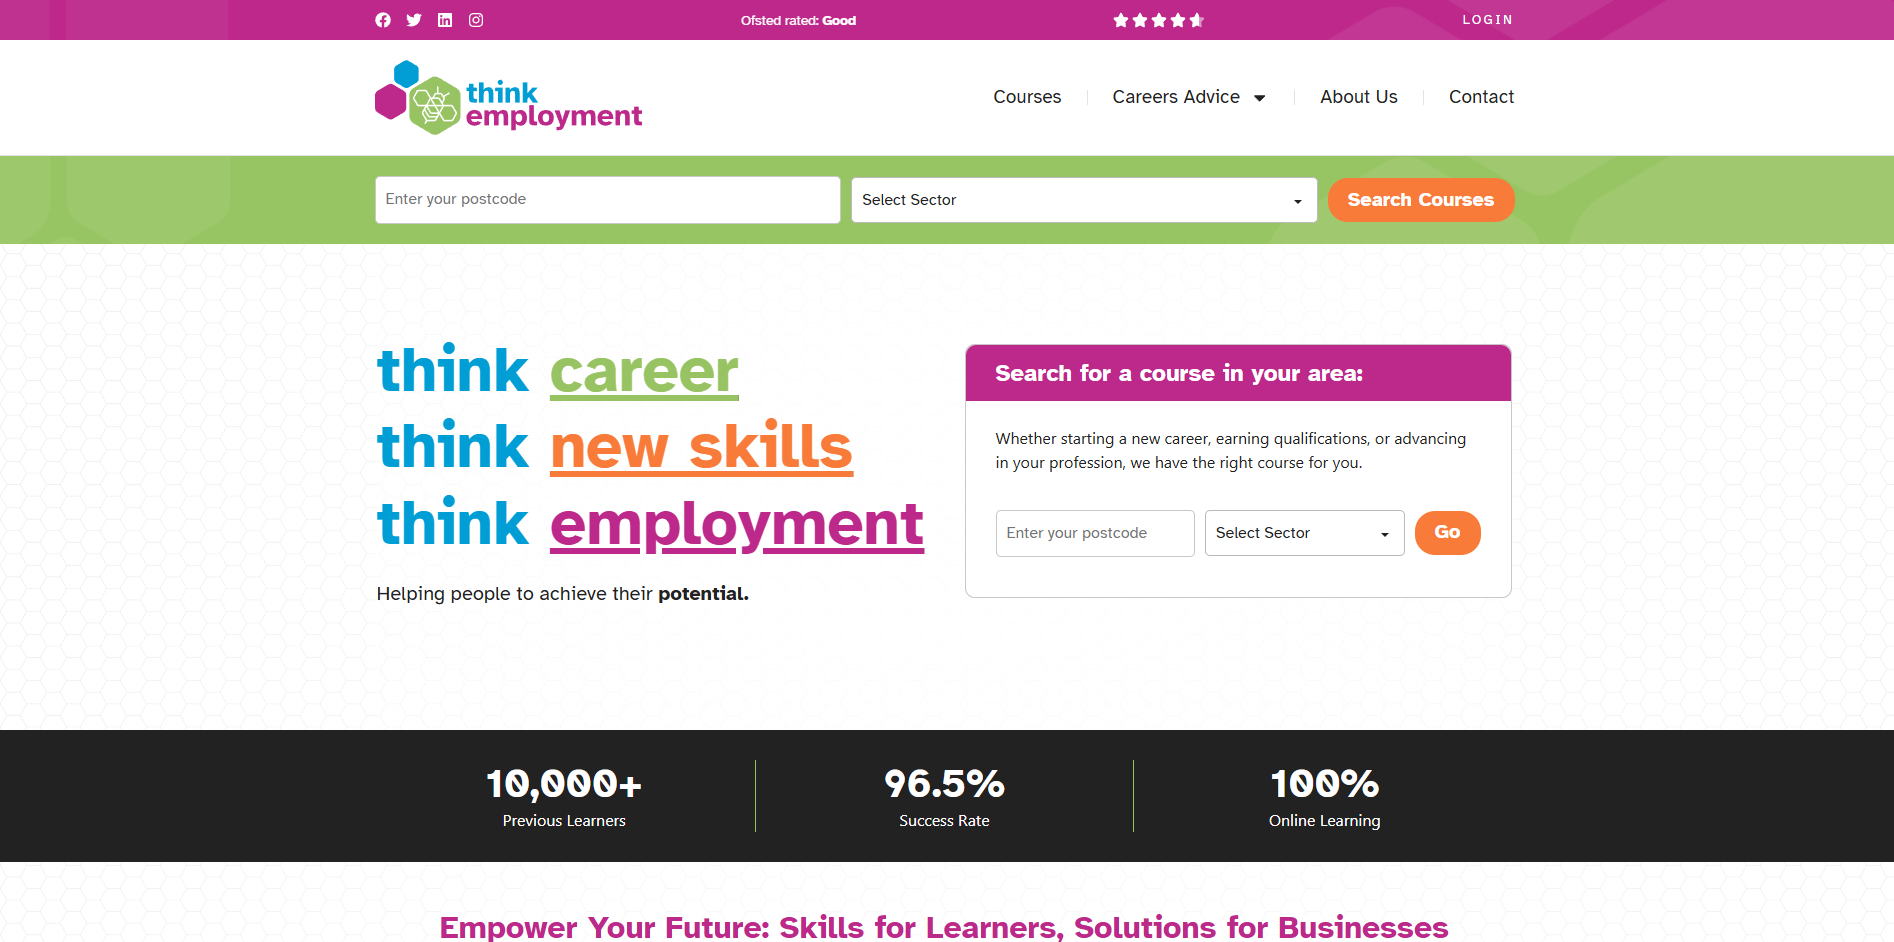 Ofsted rated: Good
LOGIN
think
employment
Courses
Careers Advice
About Us
Contact
Enter your postcode
Select Sector
Search Courses
think career
think new skills
think employment
Helping people to achieve their potential.
Search for a course in your area:
Whether starting a new career, earning qualifications, or advancing
in your profession, we have the right course for you.
Enter your postcode
Select Sector
Go
10,000+
Previous Learners
96.5%
Success Rate
100%
Online Learning
Empower Your Future: Skills for Learners, Solutions for Businesses